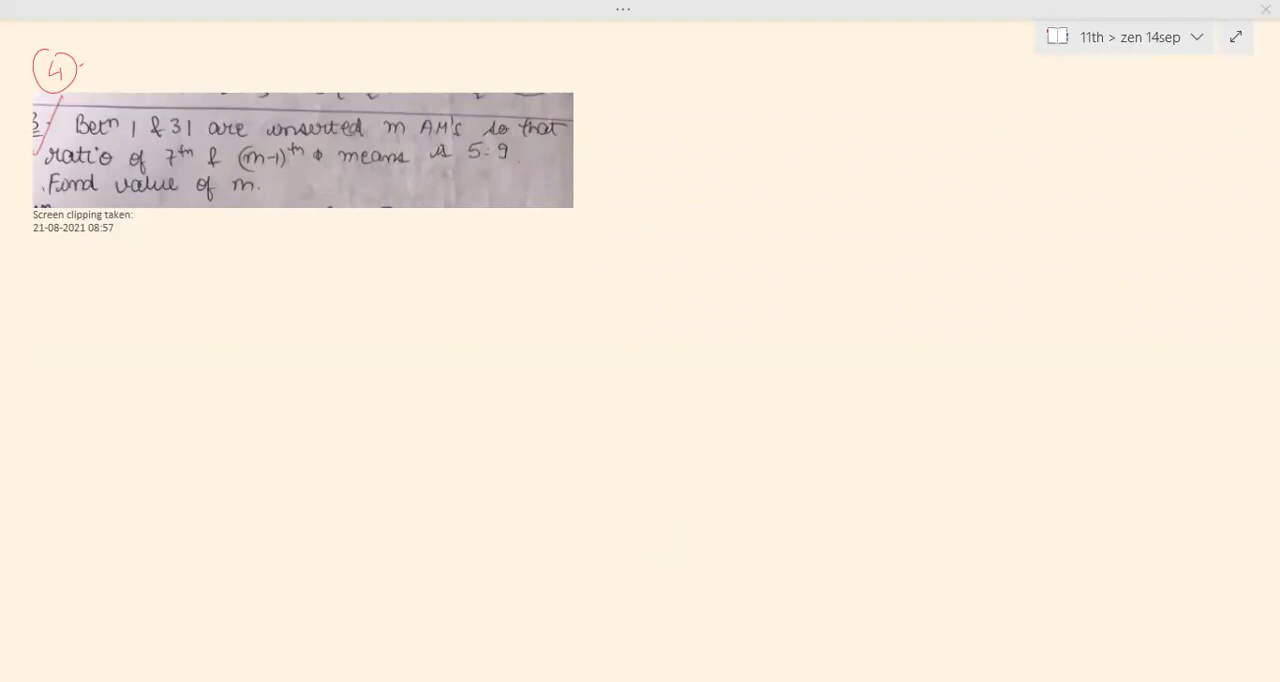 11th > zen 14sep
4
3. Betn 1 & 31 are inserted m AM's so that
ratio of 7th & (m-1)th means is 5:9
Find value of m.
Screen clipping taken:
21-08-2021 08:57